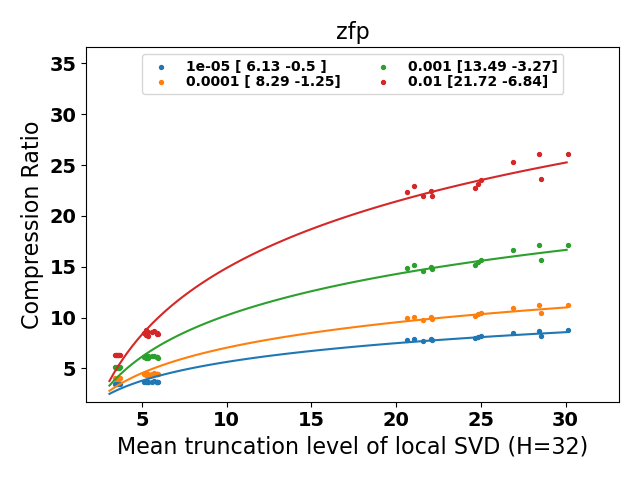 zfp
1e-05 [ 6.13 -0.5 ]
0.0001 [ 8.29 -1.25]
0.001 [13.49 -3.27]
0.01 [21.72 -6.84]
Compression Ratio
35
30
25
20
15
10
5
5 10 15 20 25 30
Mean truncation level of local SVD (H=32)